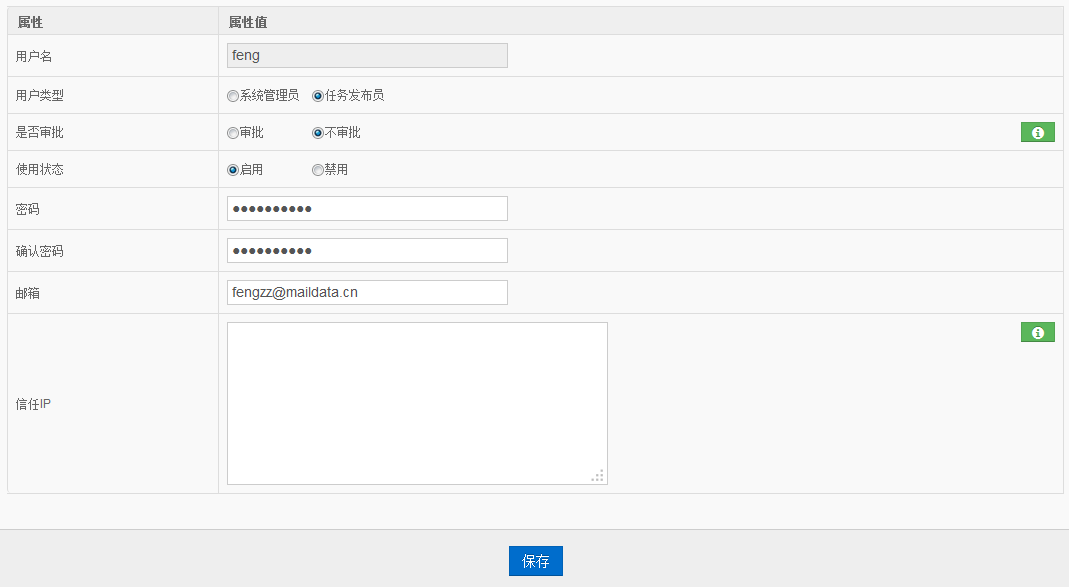 属性 属性值
用户名 feng
用户类型 系统管理员 任务发布员
是否审批 审批 不审批
使用状态 启用 禁用
密码 ●●●●●●●●●●
确认密码 ●●●●●●●●●●
邮箱 fengzz@maildata.cn
信任IP
保存